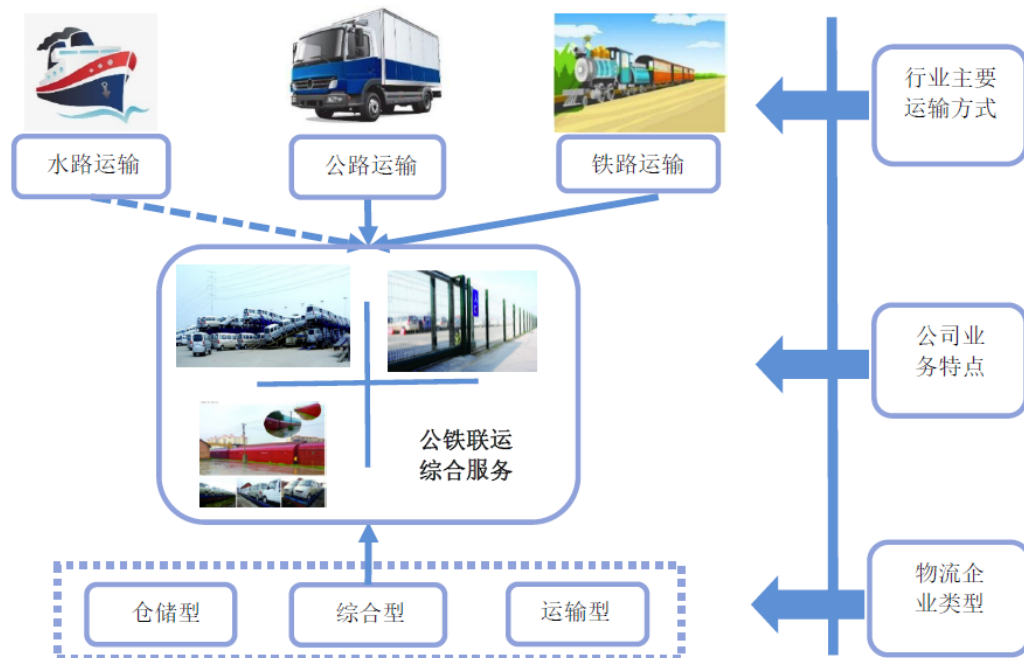 水路运输
公路运输
铁路运输
行业主要
运输方式
公铁联运
综合服务
公司业
务特点
仓储型
综合型
运输型
物流企
业类型